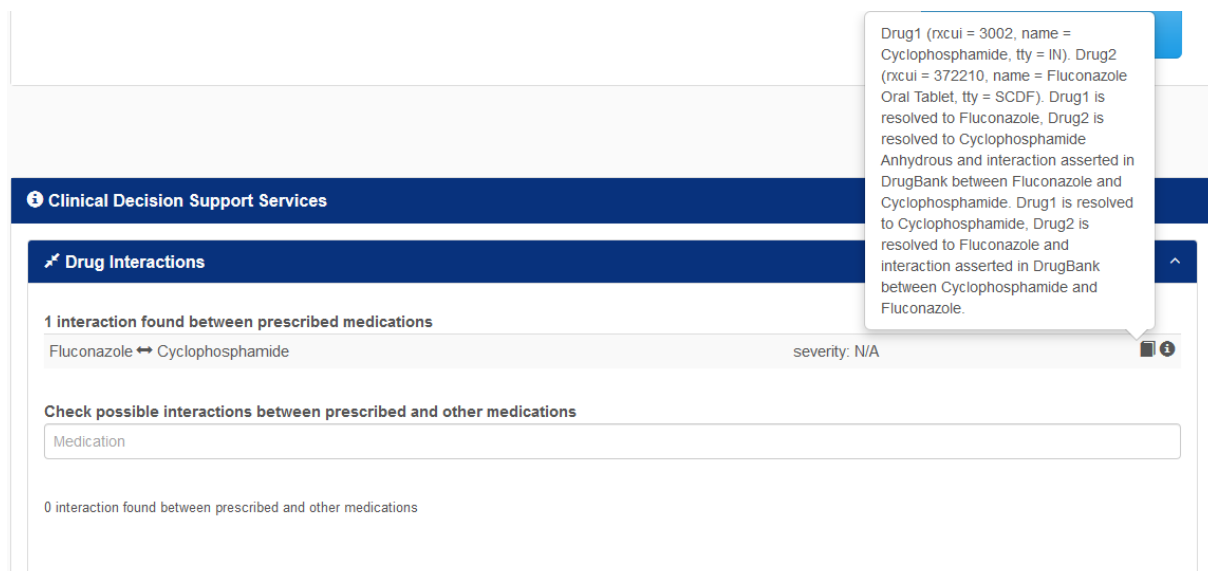 Drug1 (rxcui = 3002, name =
Cyclophosphamide, tty = IN). Drug2
(rxcui = 372210, name = Fluconazole
Oral Tablet, tty = SCDF). Drug1 is
resolved to Fluconazole, Drug2 is
resolved to Cyclophosphamide
Anhydrous and interaction asserted in
DrugBank between Fluconazole and
Cyclophosphamide. Drug1 is resolved
to Cyclophosphamide, Drug2 is
resolved to Fluconazole and
interaction asserted in DrugBank
between Cyclophosphamide and
Fluconazole.
Clinical Decision Support Services
Drug Interactions
1 interaction found between prescribed medications
Fluconazole ↔ Cyclophosphamide severity: N/A
Check possible interactions between prescribed and other medications
Medication
0 interaction found between prescribed and other medications